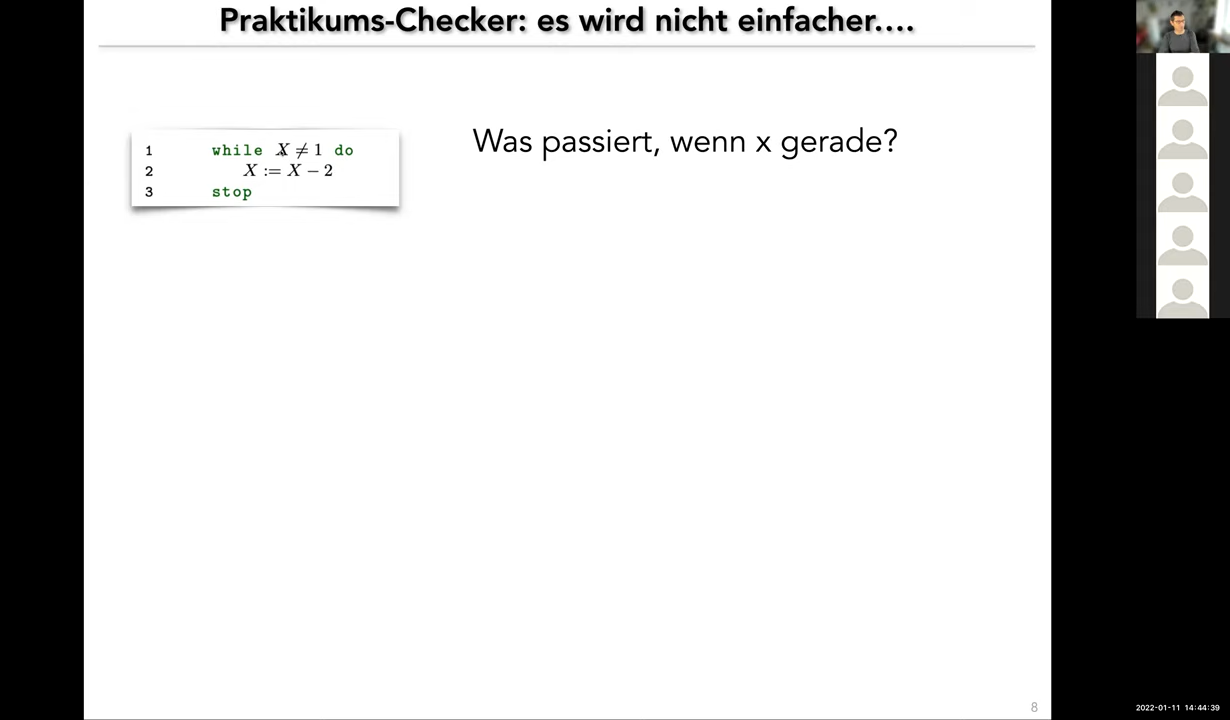 Praktikums-Checker: es wird nicht einfacher....
1 while X ≠ 1 do
2 X := X − 2
3 stop
Was passiert, wenn x gerade?
8
2022-01-11 14:44:39